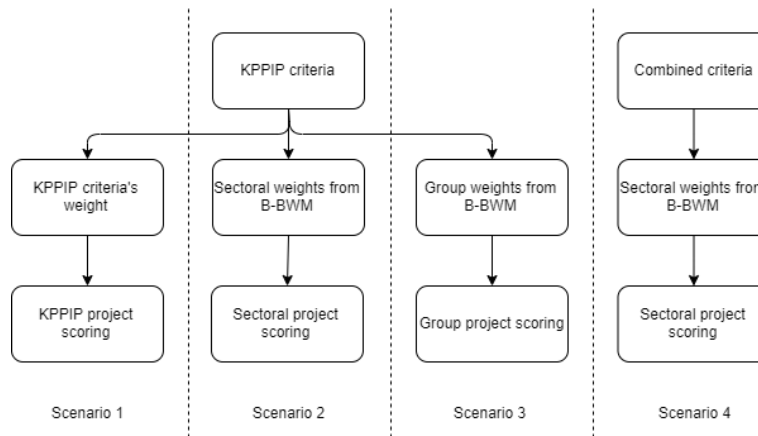 KPPIP criteria
Combined criteria
KPPIP criteria's
weight
Sectoral weights from
B-BWM
Group weights from
B-BWM
Sectoral weights from
B-BWM
KPPIP project
scoring
Sectoral project
scoring
Group project scoring
Sectoral project
scoring
Scenario 1
Scenario 2
Scenario 3
Scenario 4